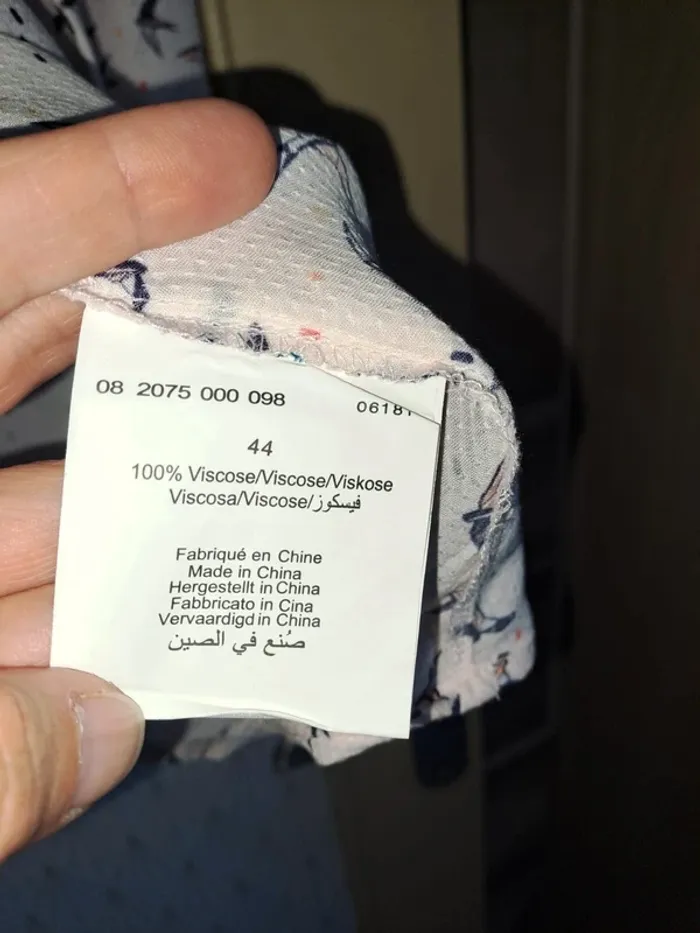 08 2075 000 098
06181
44
100% Viscose/Viscose/Viskose
Viscosa/Viscose/فيسكوز
Fabriqué en Chine
Made in China
Hergestellt in China
Fabbricato in Cina
Vervaardigd in China
صُنع في الصين